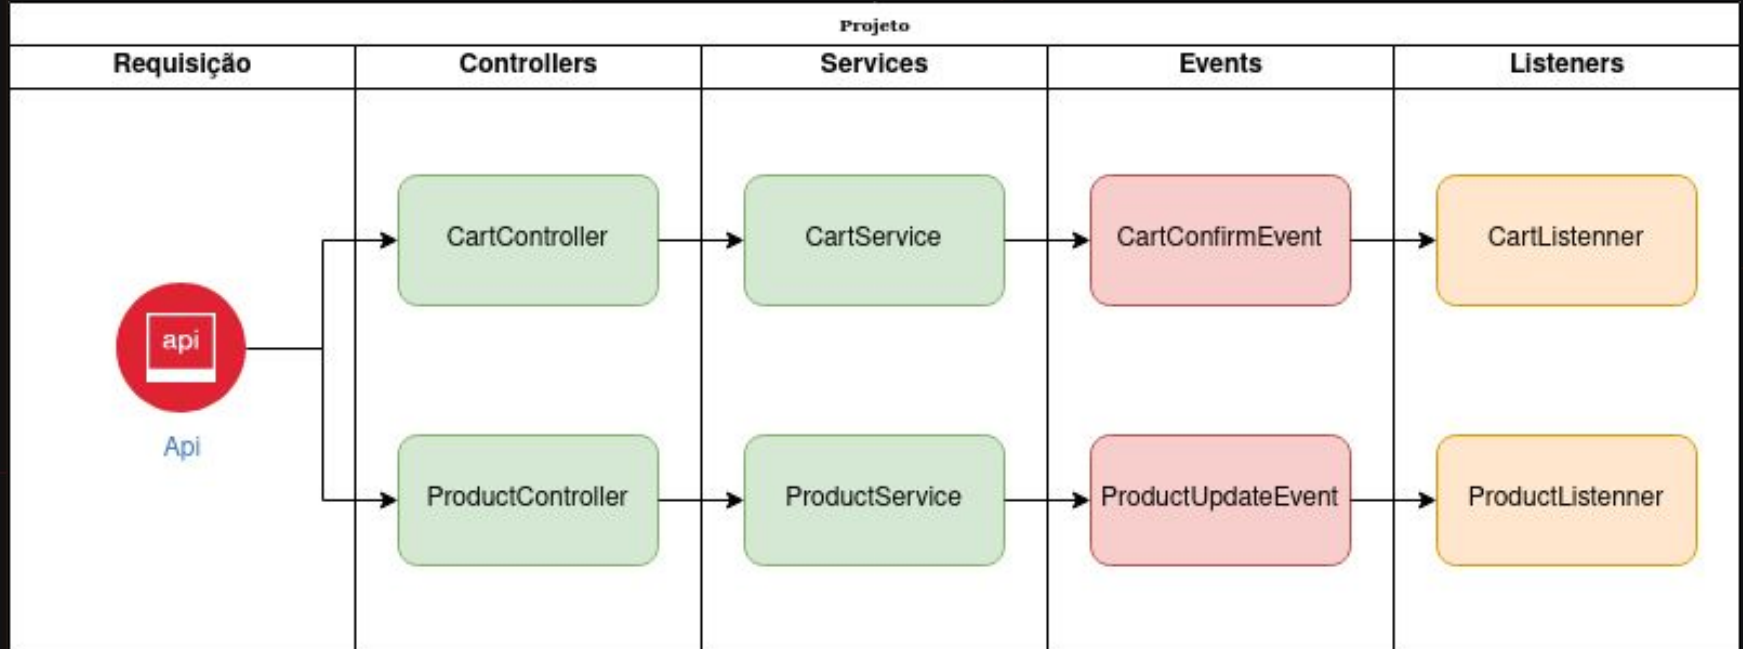 Projeto
Requisição
Controllers
Services
Events
Listeners
CartController
CartService
CartConfirmEvent
CartListenner
api
Api
ProductController
ProductService
ProductUpdateEvent
ProductListenner